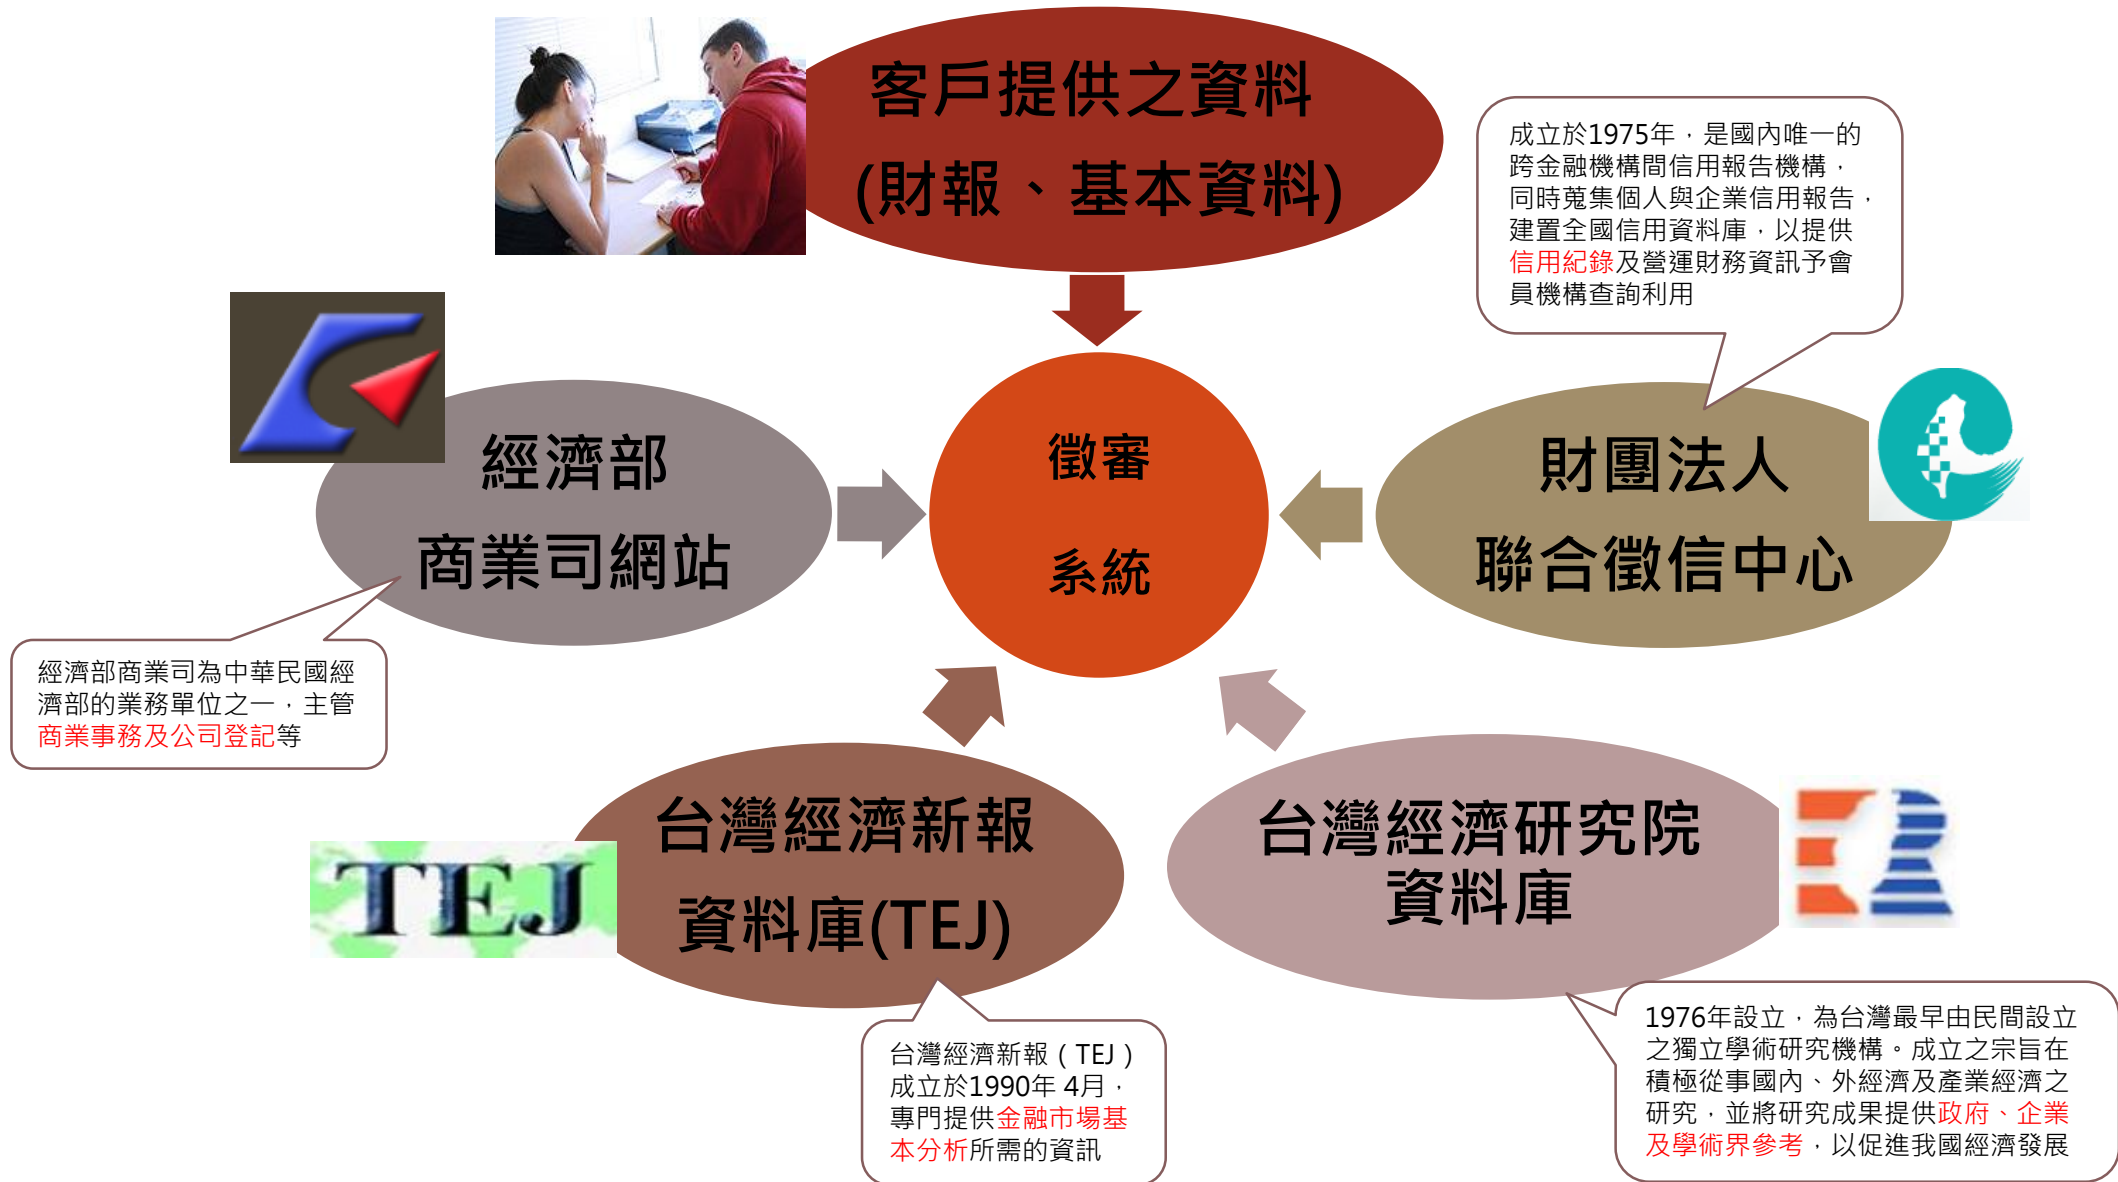 客戶提供之資料
(財報、基本資料)
成立於1975年，是國內唯一的
跨金融機構間信用報告機構，
同時蒐集個人與企業信用報告，
建置全國信用資料庫，以提供
信用紀錄及營運財務資訊予會
員機構查詢利用
經濟部
商業司網站
徵審
系統
財團法人
聯合徵信中心
經濟部商業司為中華民國經
濟部的業務單位之一，主管
商業事務及公司登記等
TEJ
台灣經濟新報
資料庫(TEJ)
台灣經濟研究院
資料庫
台灣經濟新報（TEJ）
成立於1990年 4月，
專門提供金融市場基
本分析所需的資訊
1976年設立，為台灣最早由民間設立
之獨立學術研究機構。成立之宗旨在
積極從事國內、外經濟及產業經濟之
研究，並將研究成果提供政府、企業
及學術界參考，以促進我國經濟發展